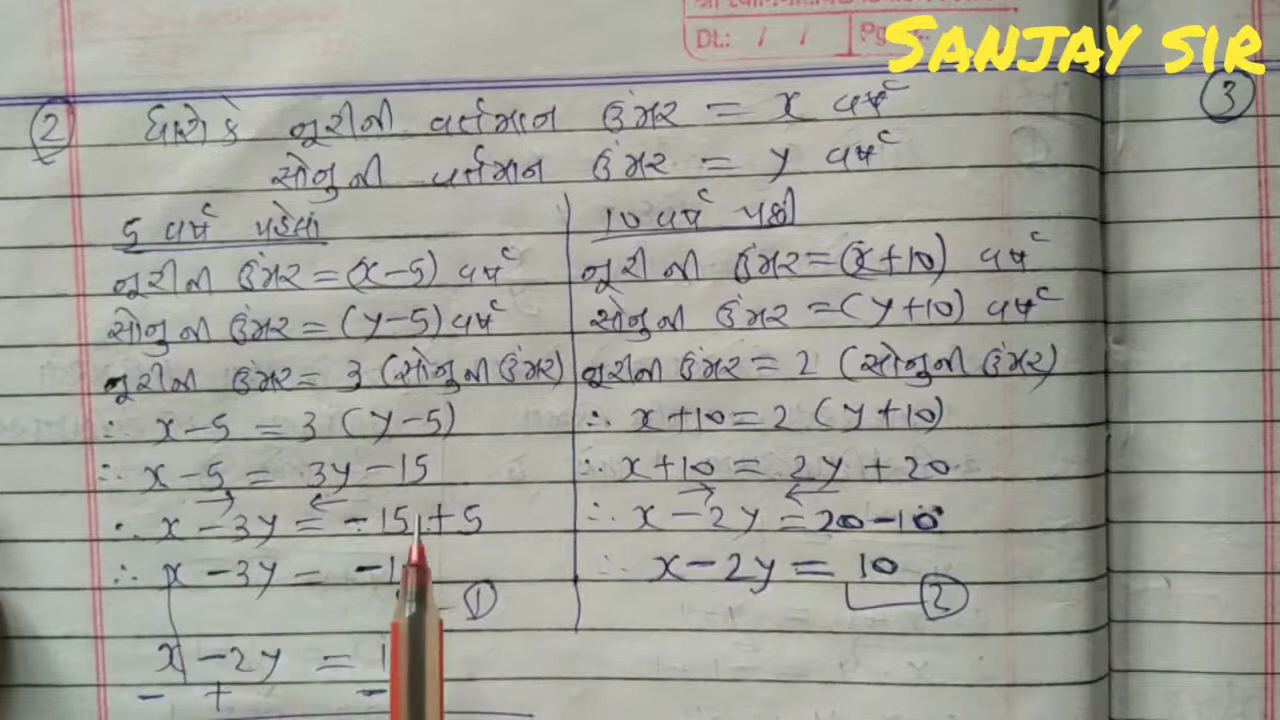 Dt.: / / Pg.
SANJAY SIR
② ધારો કે નૂરીની વર્તમાન ઉંમર = x વર્ષ
③
સોનુની વર્તમાન ઉંમર = y વર્ષ
5 વર્ષ પહેલાં
નૂરીની ઉંમર = (x-5) વર્ષ
સોનુની ઉંમર = (y-5) વર્ષ
નૂરીની ઉંમર = 3 (સોનુની ઉંમર)
∴ x-5 = 3 (y-5)
∴ x-5 = 3y-15
∴ x-3y = -15+5
∴ x-3y = -1
①
x-2y = 1
- + -
10 વર્ષ પછી
નૂરીની ઉંમર = (x+10) વર્ષ
સોનુની ઉંમર = (y+10) વર્ષ
નૂરીની ઉંમર = 2 (સોનુની ઉંમર)
∴ x+10 = 2 (y+10)
∴ x+10 = 2y+20
∴ x-2y = 20-10
∴ x-2y = 10
②